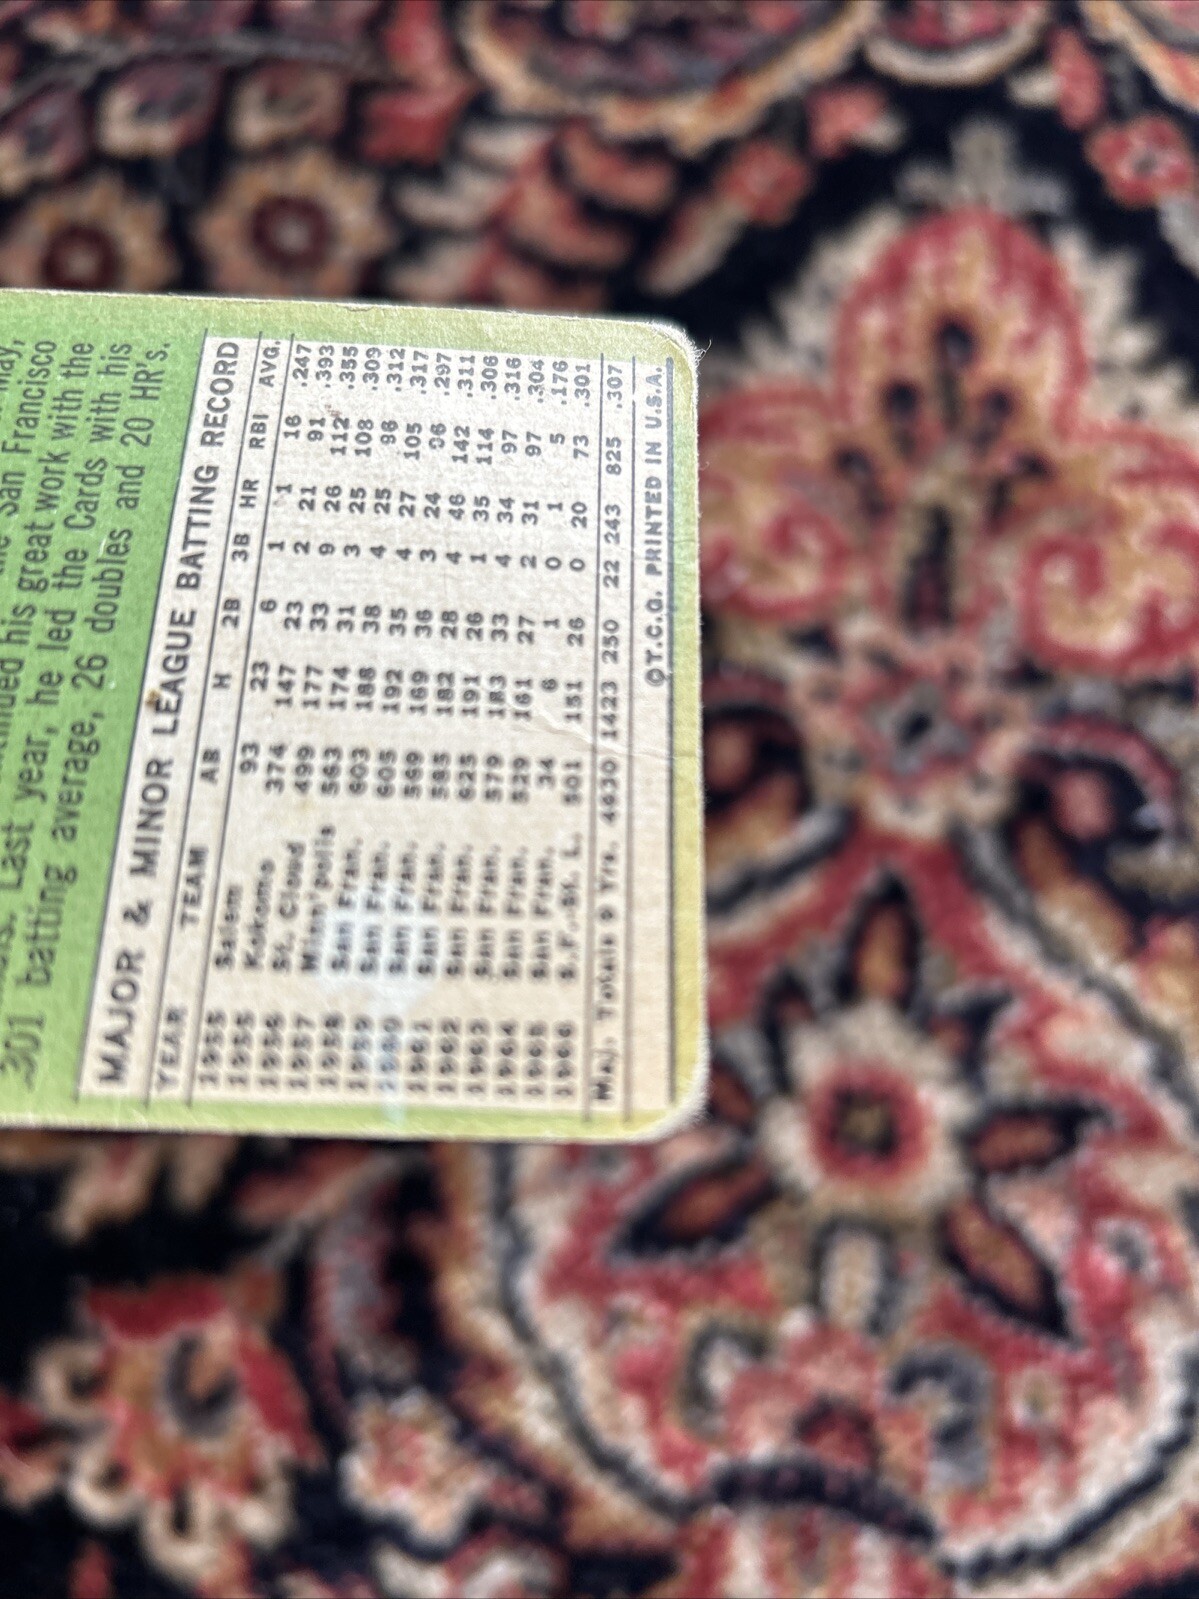 May,
San Francisco
his great work with the
.301 batting average, 26 doubles and 20 HR's.
Last year, he led the Cards with his
MAJOR & MINOR LEAGUE BATTING RECORD
YEAR TEAM AB H 2B 3B HR RBI AVG.
1955 Salem 93 23 6 1 1 16 .247
1955 Kokomo 374 147 23 2 21 91 .393
1956 St. Cloud 499 177 33 9 26 112 .355
1957 Minn'polis 563 174 31 3 25 108 .309
1958 San Fran. 603 188 38 4 25 96 .312
1959 San Fran. 605 192 35 4 27 105 .317
1960 San Fran. 569 169 36 3 24 96 .297
1961 San Fran. 585 182 28 4 46 142 .311
1962 San Fran. 625 191 26 1 35 114 .306
1963 San Fran. 579 183 33 4 34 97 .316
1964 San Fran. 529 161 27 2 31 97 .304
1965 San Fran. 34 6 1 0 1 5 .176
1966 S.F.-St. L. 501 151 26 0 20 73 .301
Maj. Totals 9 Yrs. 4630 1423 250 22 243 825 .307
©T.C.G. PRINTED IN U.S.A.